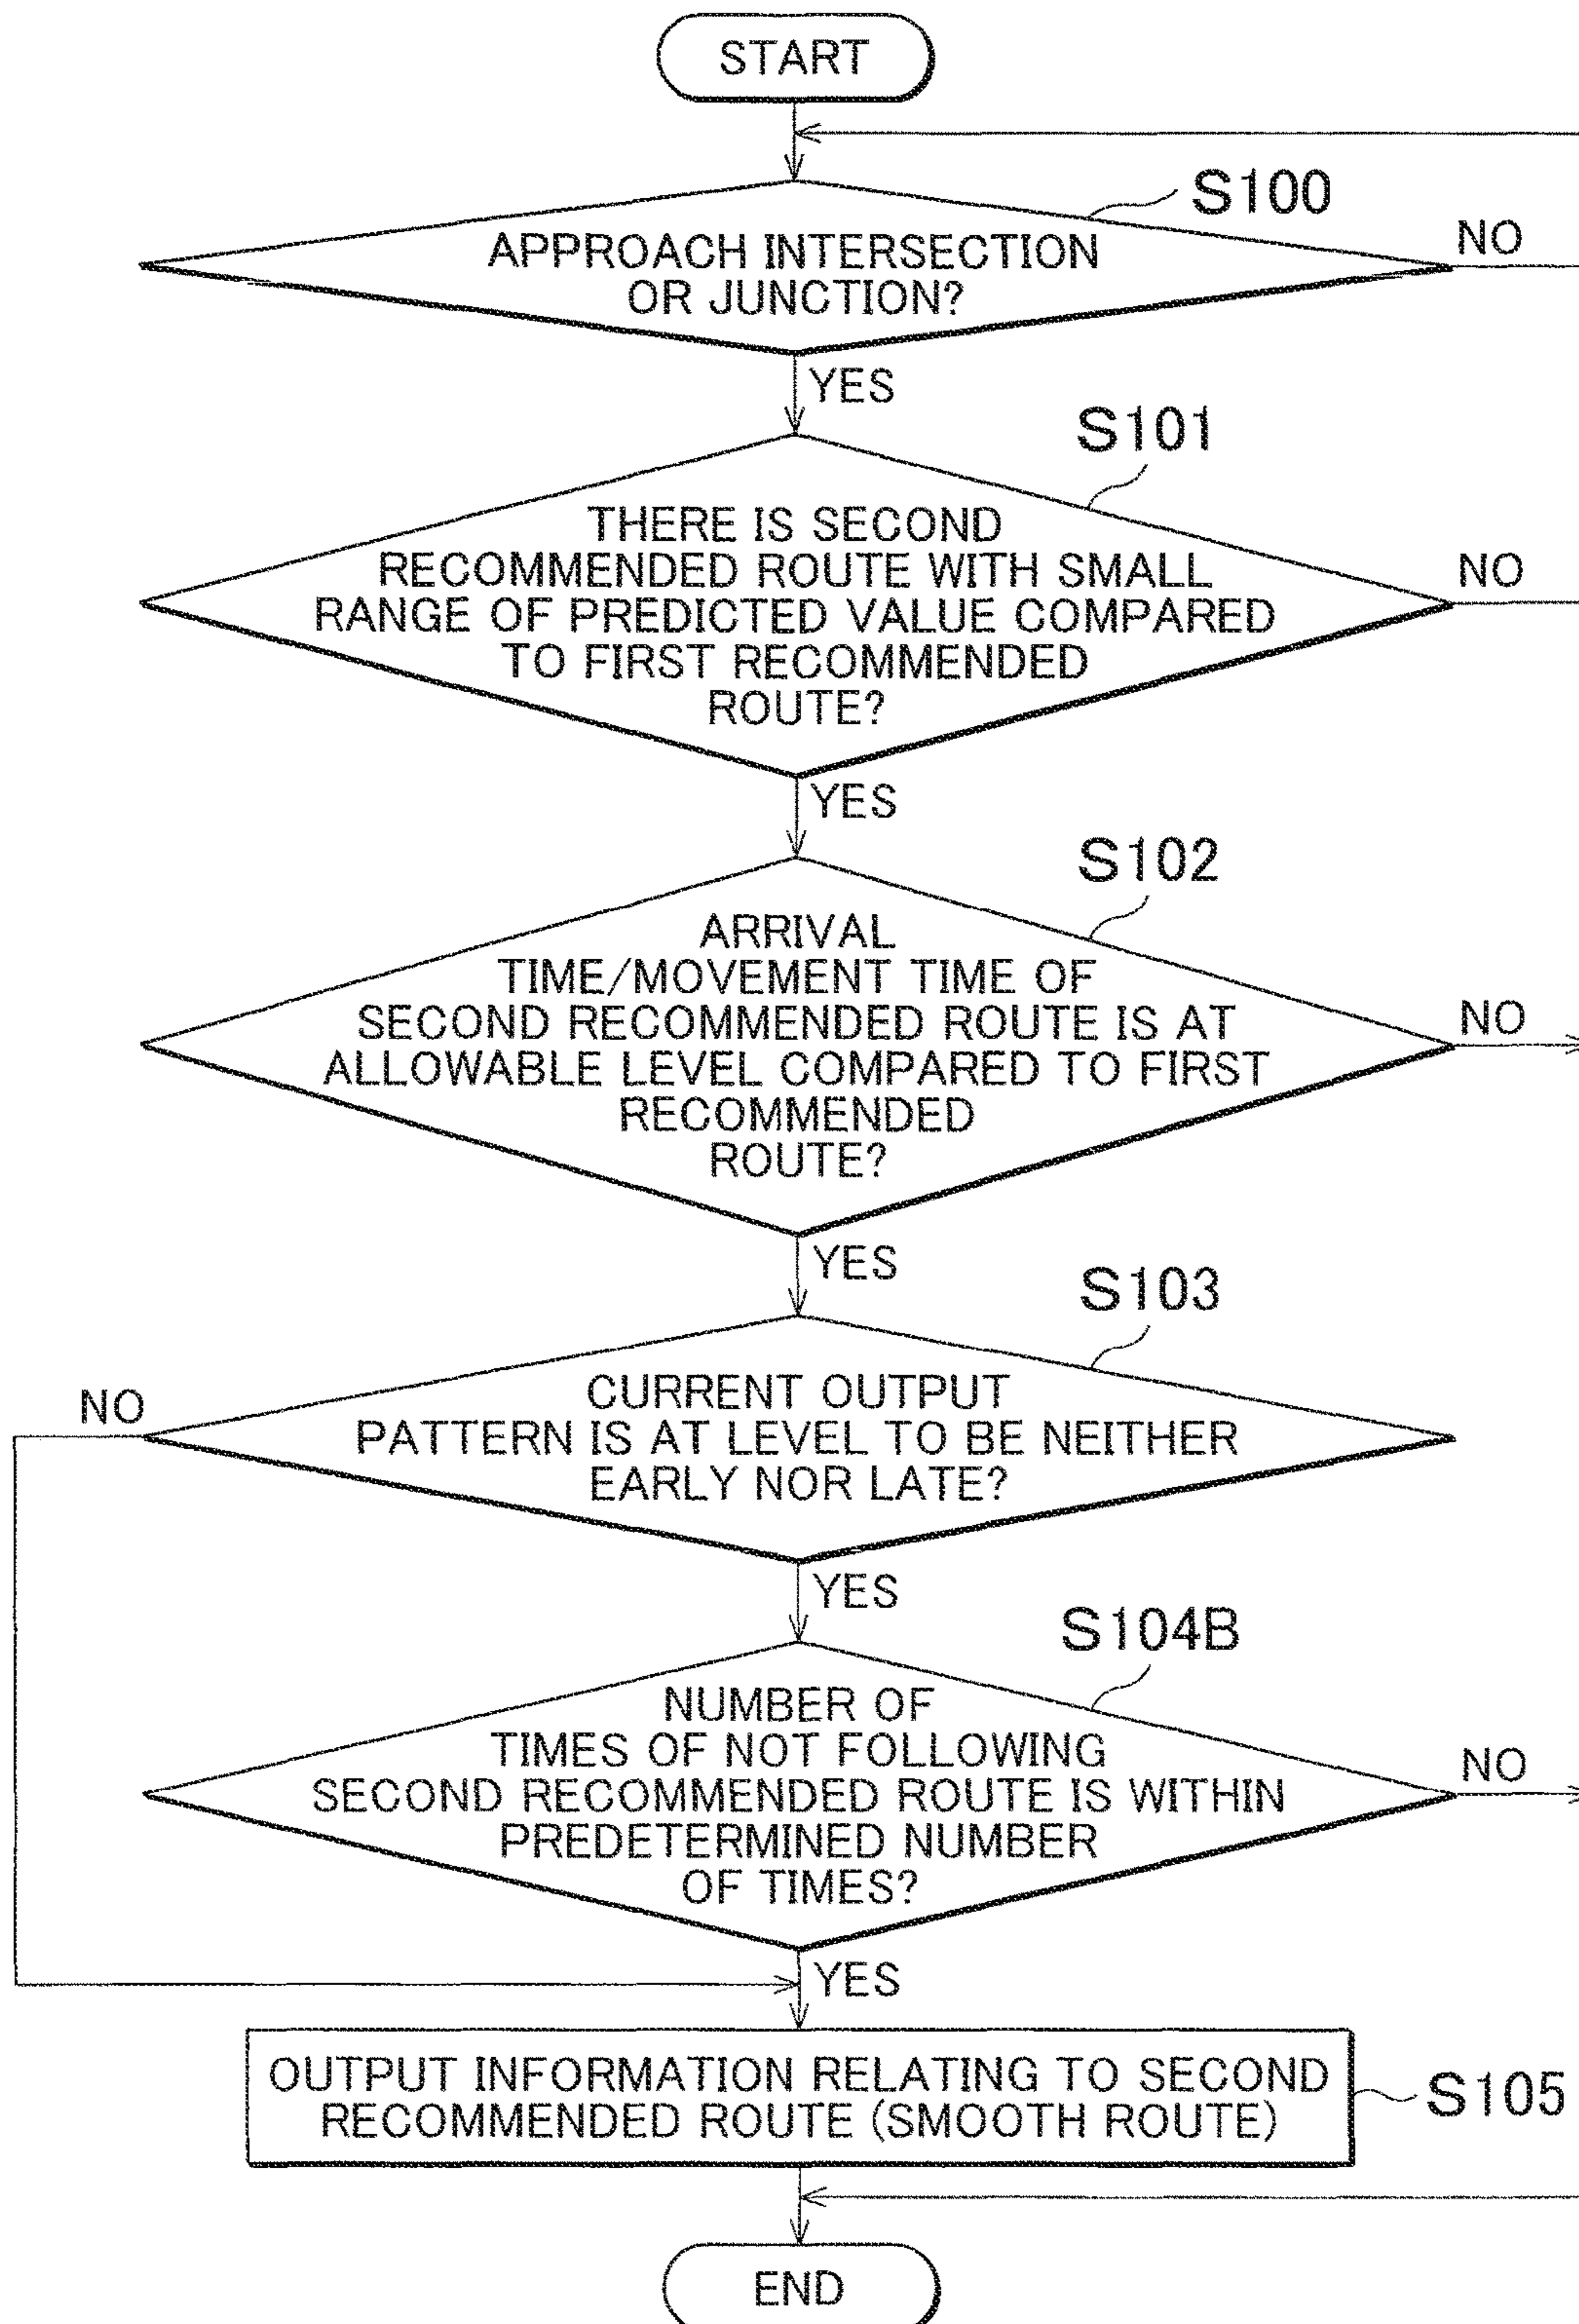 START
S100
APPROACH INTERSECTION
OR JUNCTION?
NO
YES
S101
THERE IS SECOND
RECOMMENDED ROUTE WITH SMALL
RANGE OF PREDICTED VALUE COMPARED
TO FIRST RECOMMENDED
ROUTE?
NO
YES
S102
ARRIVAL
TIME/MOVEMENT TIME OF
SECOND RECOMMENDED ROUTE IS AT
ALLOWABLE LEVEL COMPARED TO FIRST
RECOMMENDED
ROUTE?
NO
YES
S103
CURRENT OUTPUT
PATTERN IS AT LEVEL TO BE NEITHER
EARLY NOR LATE?
NO
YES
S104B
NUMBER OF
TIMES OF NOT FOLLOWING
SECOND RECOMMENDED ROUTE IS WITHIN
PREDETERMINED NUMBER
OF TIMES?
NO
YES
OUTPUT INFORMATION RELATING TO SECOND
RECOMMENDED ROUTE (SMOOTH ROUTE)
S105
END